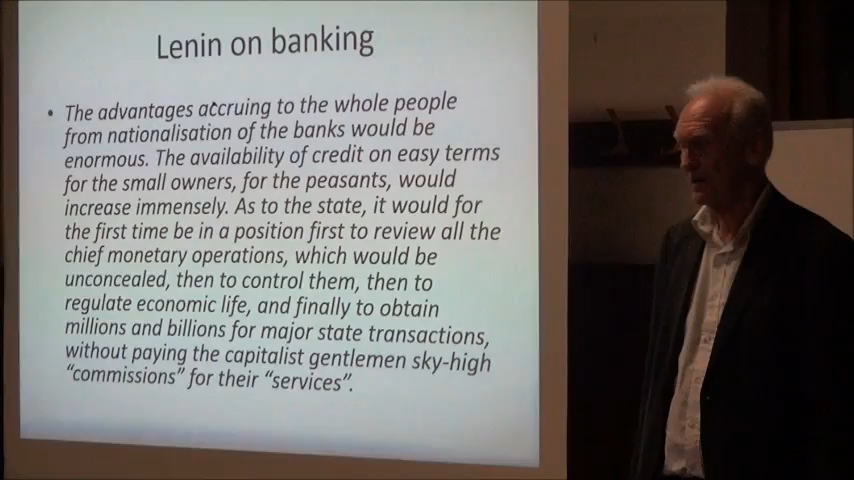 Lenin on banking
• The advantages accruing to the whole people
from nationalisation of the banks would be
enormous. The availability of credit on easy terms
for the small owners, for the peasants, would
increase immensely. As to the state, it would for
the first time be in a position first to review all the
chief monetary operations, which would be
unconcealed, then to control them, then to
regulate economic life, and finally to obtain
millions and billions for major state transactions,
without paying the capitalist gentlemen sky-high
“commissions” for their “services”.